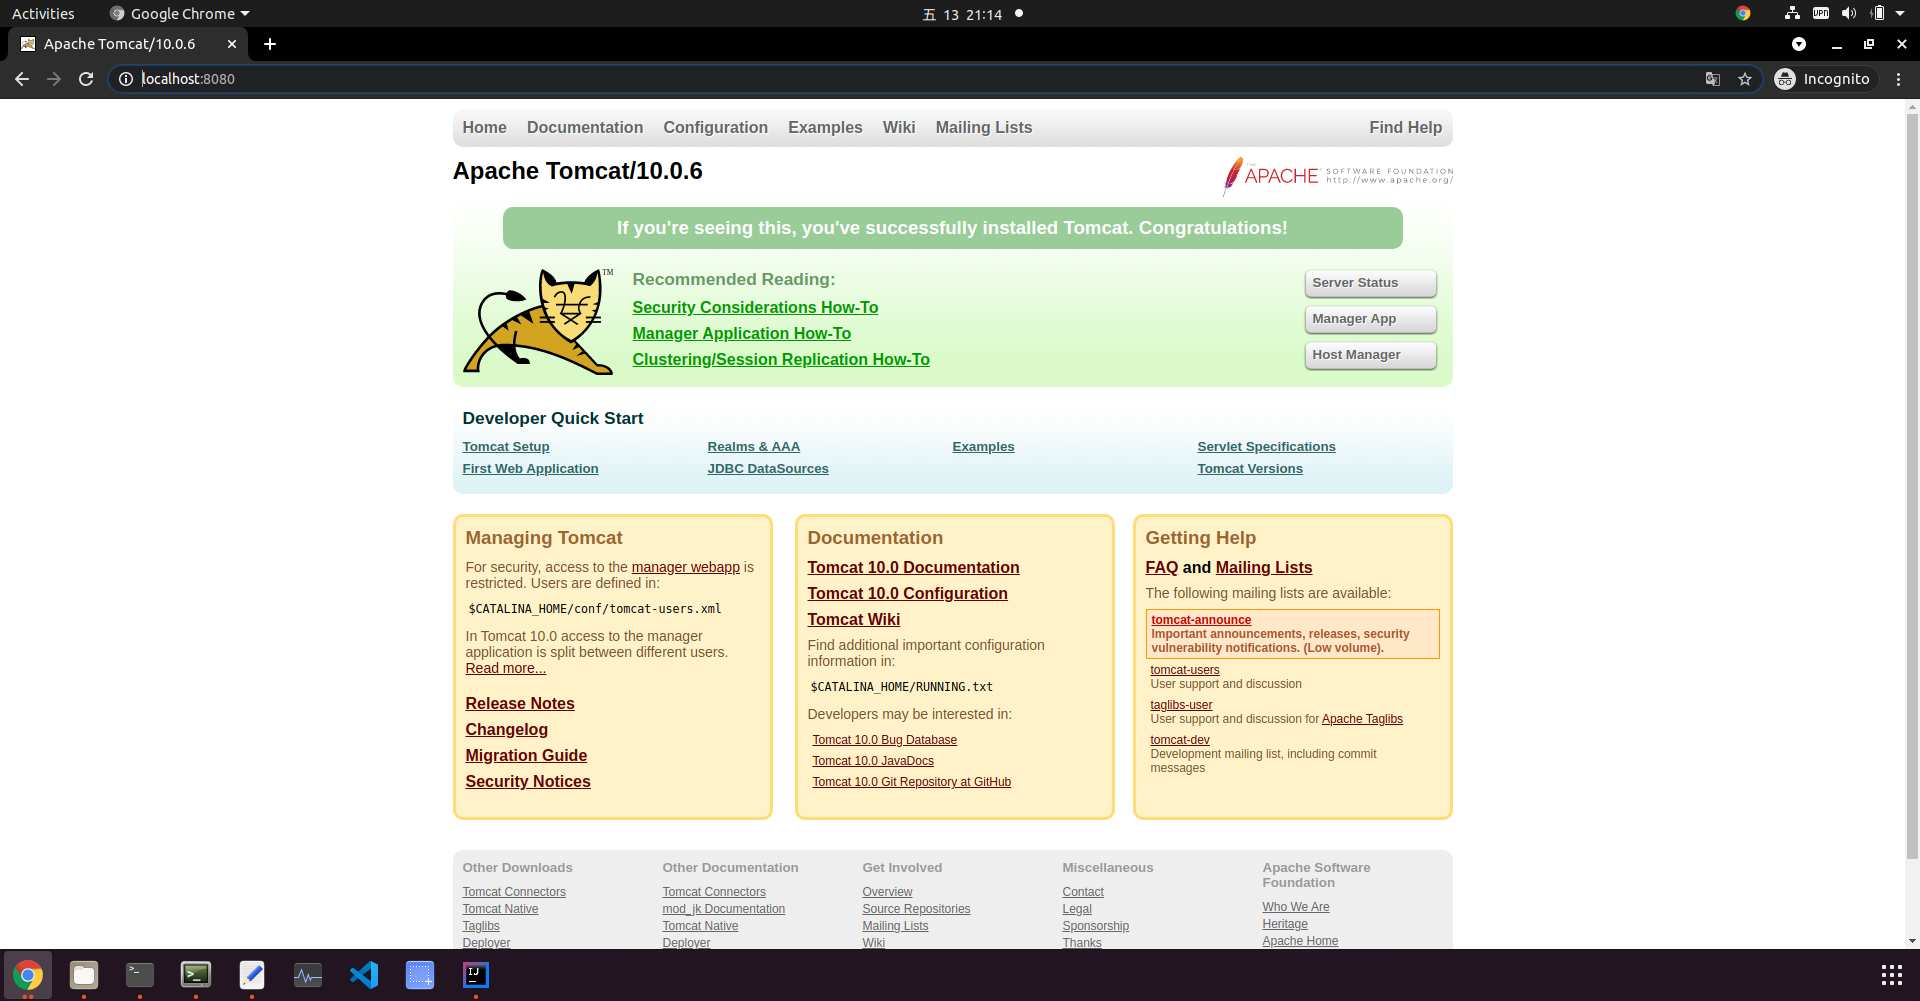 Activities
Google Chrome
五 13 21:14
VPN
Apache Tomcat/10.0.6
localhost:8080
Incognito
Home Documentation Configuration Examples Wiki Mailing Lists Find Help
Apache Tomcat/10.0.6
THE
APACHE
SOFTWARE FOUNDATION
http://www.apache.org/
If you're seeing this, you've successfully installed Tomcat. Congratulations!
TM
Recommended Reading:
Security Considerations How-To
Manager Application How-To
Clustering/Session Replication How-To
Server Status
Manager App
Host Manager
Developer Quick Start
Tomcat Setup
First Web Application
Realms & AAA
JDBC DataSources
Examples
Servlet Specifications
Tomcat Versions
Managing Tomcat
For security, access to the manager webapp is
restricted. Users are defined in:
$CATALINA_HOME/conf/tomcat-users.xml
In Tomcat 10.0 access to the manager
application is split between different users.
Read more...
Release Notes
Changelog
Migration Guide
Security Notices
Documentation
Tomcat 10.0 Documentation
Tomcat 10.0 Configuration
Tomcat Wiki
Find additional important configuration
information in:
$CATALINA_HOME/RUNNING.txt
Developers may be interested in:
Tomcat 10.0 Bug Database
Tomcat 10.0 JavaDocs
Tomcat 10.0 Git Repository at GitHub
Getting Help
FAQ and Mailing Lists
The following mailing lists are available:
tomcat-announce
Important announcements, releases, security
vulnerability notifications. (Low volume).
tomcat-users
User support and discussion
taglibs-user
User support and discussion for Apache Taglibs
tomcat-dev
Development mailing list, including commit
messages
Other Downloads
Tomcat Connectors
Tomcat Native
Taglibs
Deployer
Other Documentation
Tomcat Connectors
mod_jk Documentation
Tomcat Native
Deployer
Get Involved
Overview
Source Repositories
Mailing Lists
Wiki
Miscellaneous
Contact
Legal
Sponsorship
Thanks
Apache Software
Foundation
Who We Are
Heritage
Apache Home
IJ